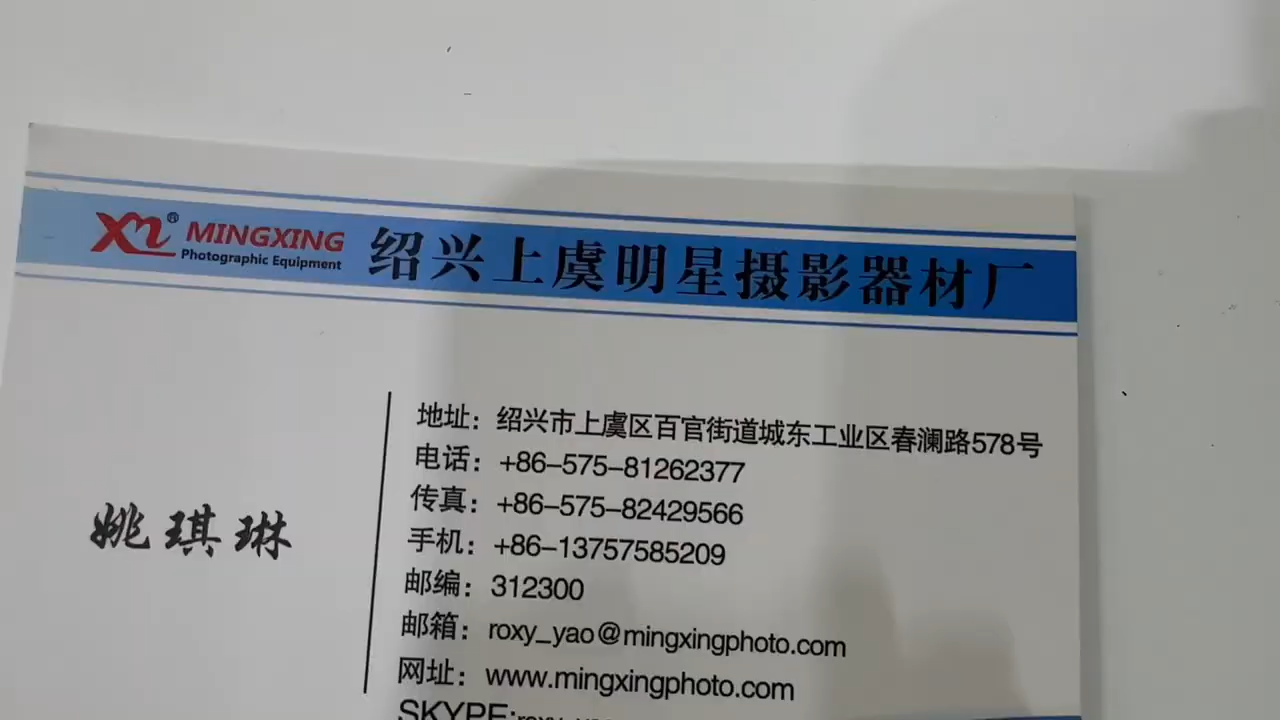 XM® MINGXING
Photographic Equipment
绍兴上虞明星摄影器材厂
姚琪琳
地址：绍兴市上虞区百官街道城东工业区春澜路578号
电话：+86-575-81262377
传真：+86-575-82429566
手机：+86-13757585209
邮编：312300
邮箱：roxy_yao@mingxingphoto.com
网址：www.mingxingphoto.com
SKYPE: